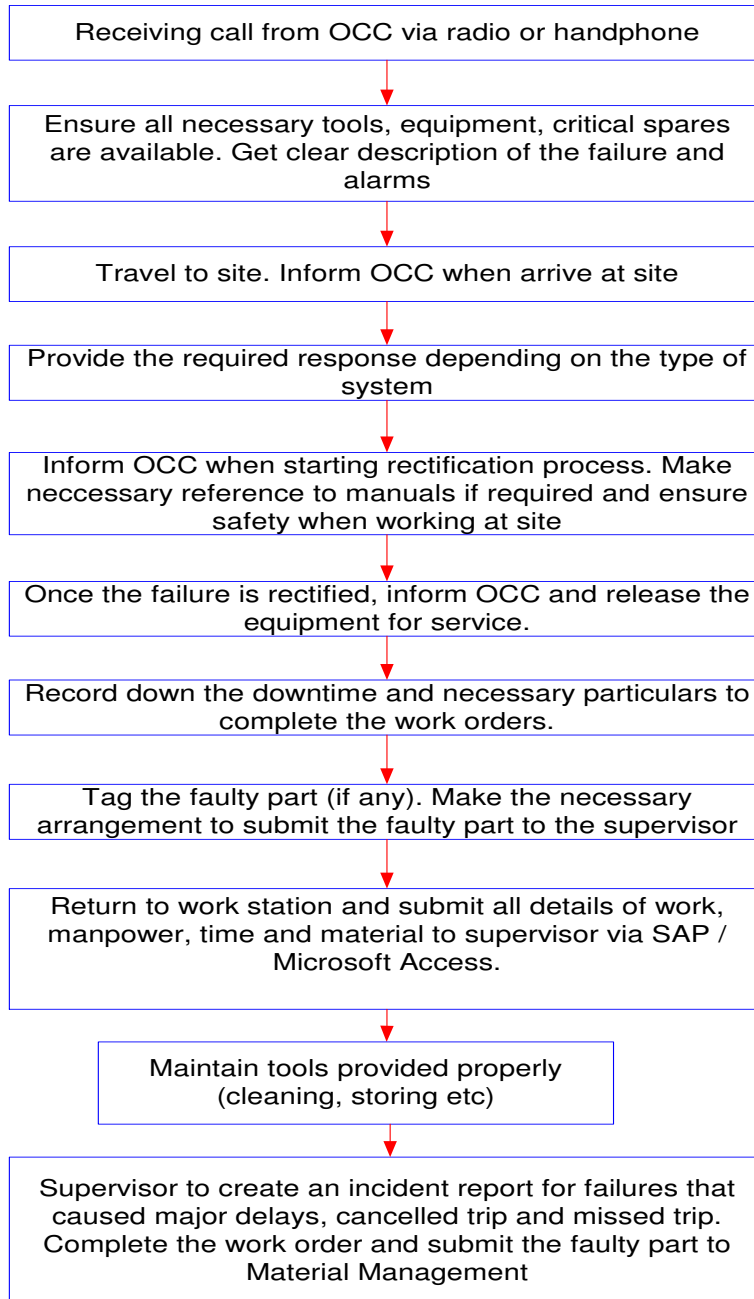 Receiving call from OCC via radio or handphone
Ensure all necessary tools, equipment, critical spares
are available. Get clear description of the failure and
alarms
Travel to site. Inform OCC when arrive at site
Provide the required response depending on the type of
system
Inform OCC when starting rectification process. Make
neccessary reference to manuals if required and ensure
safety when working at site
Once the failure is rectified, inform OCC and release the
equipment for service.
Record down the downtime and necessary particulars to
complete the work orders.
Tag the faulty part (if any). Make the necessary
arrangement to submit the faulty part to the supervisor
Return to work station and submit all details of work,
manpower, time and material to supervisor via SAP /
Microsoft Access.
Maintain tools provided properly
(cleaning, storing etc)
Supervisor to create an incident report for failures that
caused major delays, cancelled trip and missed trip.
Complete the work order and submit the faulty part to
Material Management